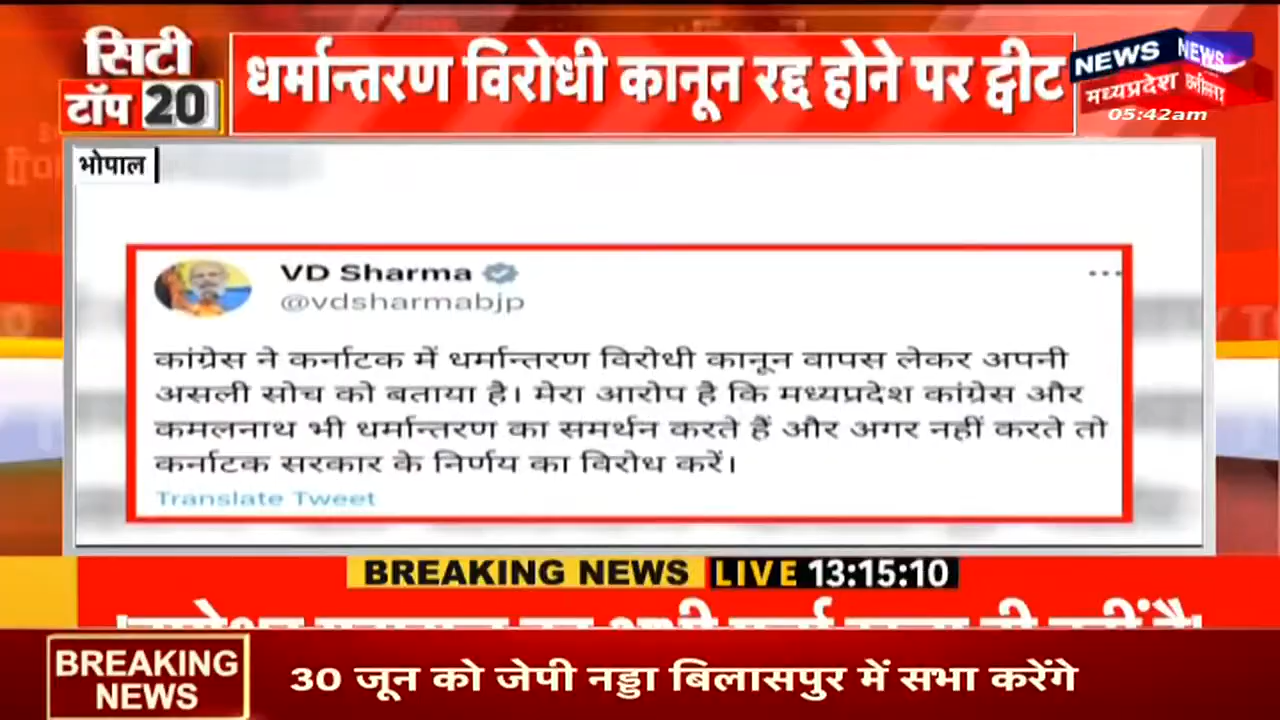 सिटी
टॉप 20
धर्मान्तरण विरोधी कानून रद्द होने पर ट्वीट
NEWS
NEWS
मध्यप्रदेश
05:42am
भोपाल
VD Sharma
@vdsharmabjp
कांग्रेस ने कर्नाटक में धर्मान्तरण विरोधी कानून वापस लेकर अपनी
असली सोच को बताया है। मेरा आरोप है कि मध्यप्रदेश कांग्रेस और
कमलनाथ भी धर्मान्तरण का समर्थन करते हैं और अगर नहीं करते तो
कर्नाटक सरकार के निर्णय का विरोध करें।
Translate Tweet
BREAKING NEWS LIVE 13:15:10
BREAKING
NEWS
30 जून को जेपी नड्डा बिलासपुर में सभा करेंगे